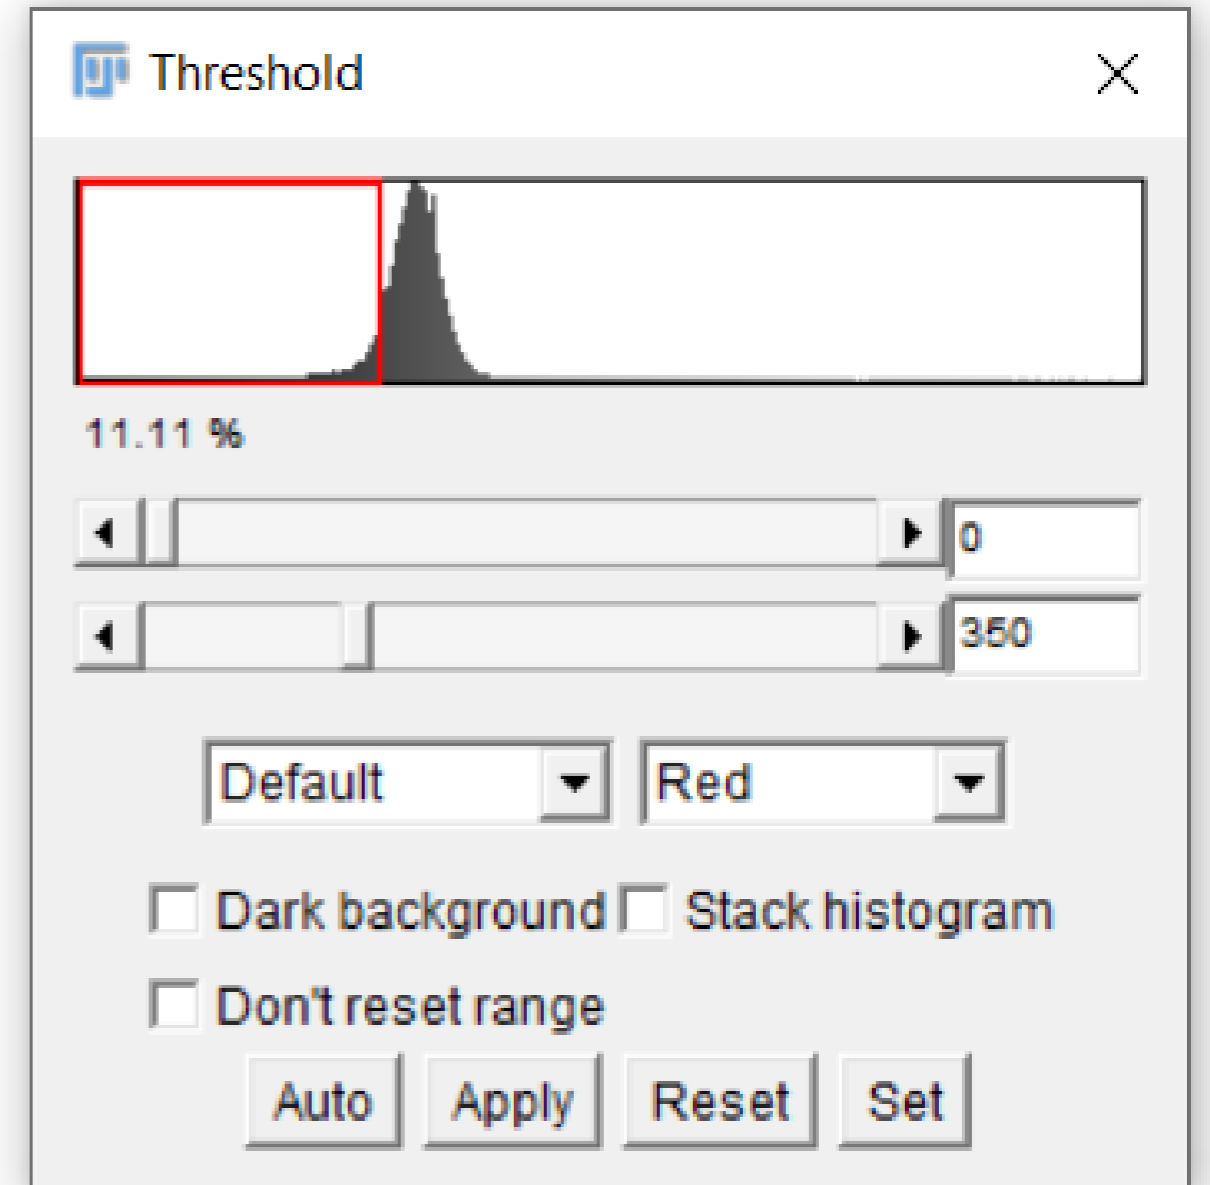 Threshold
11.11 %
0
350
Default Red
Dark background Stack histogram
Don't reset range
Auto Apply Reset Set